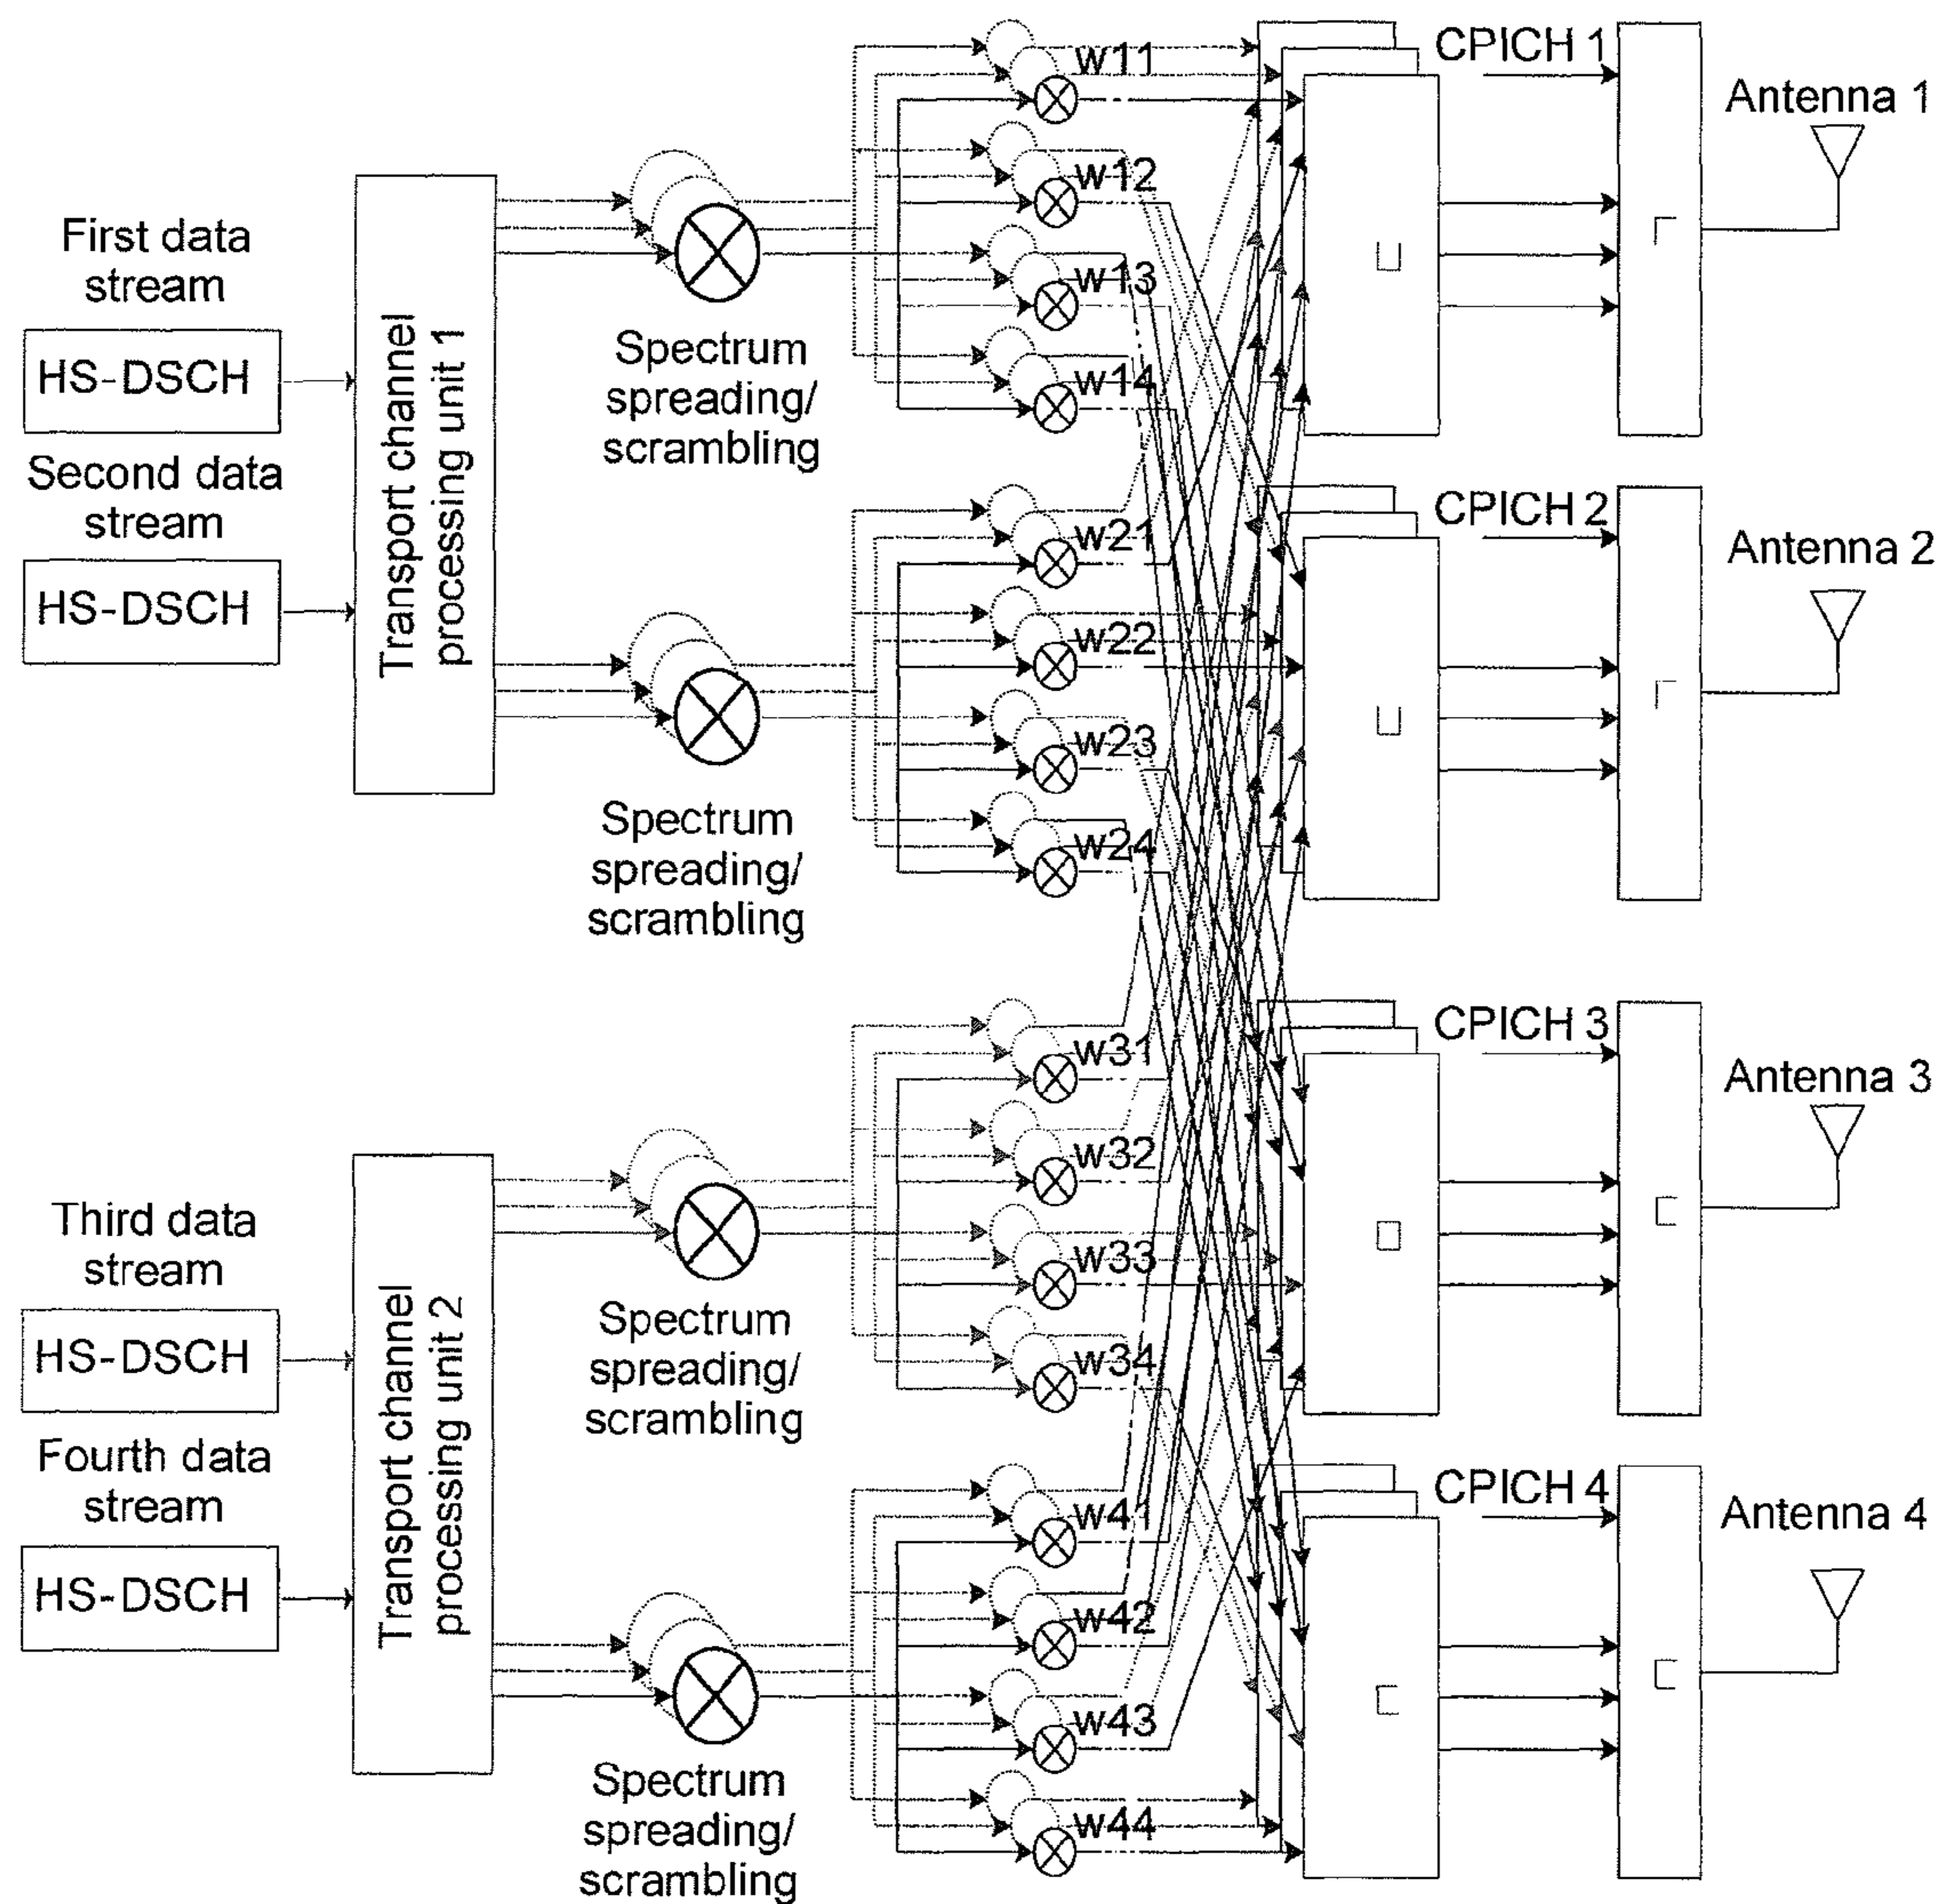 First data
stream
HS-DSCH
Second data
stream
HS-DSCH
Transport channel
processing unit 1
Spectrum
spreading/
scrambling
Spectrum
spreading/
scrambling
w11
w12
w13
w14
w21
w22
w23
w24
CPICH 1
Antenna 1
CPICH 2
Antenna 2
Third data
stream
HS-DSCH
Fourth data
stream
HS-DSCH
Transport channel
processing unit 2
Spectrum
spreading/
scrambling
Spectrum
spreading/
scrambling
w31
w32
w33
w34
w41
w42
w43
w44
CPICH 3
Antenna 3
CPICH 4
Antenna 4